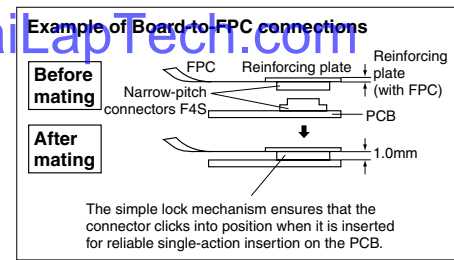 Example of Board-to-FPC connections
aiLapTech.com
Before
mating
FPC
Reinforcing plate
Reinforcing
plate
(with FPC)
Narrow-pitch
connectors F4S
PCB
After
mating
1.0mm
The simple lock mechanism ensures that the
connector clicks into position when it is inserted
for reliable single-action insertion on the PCB.